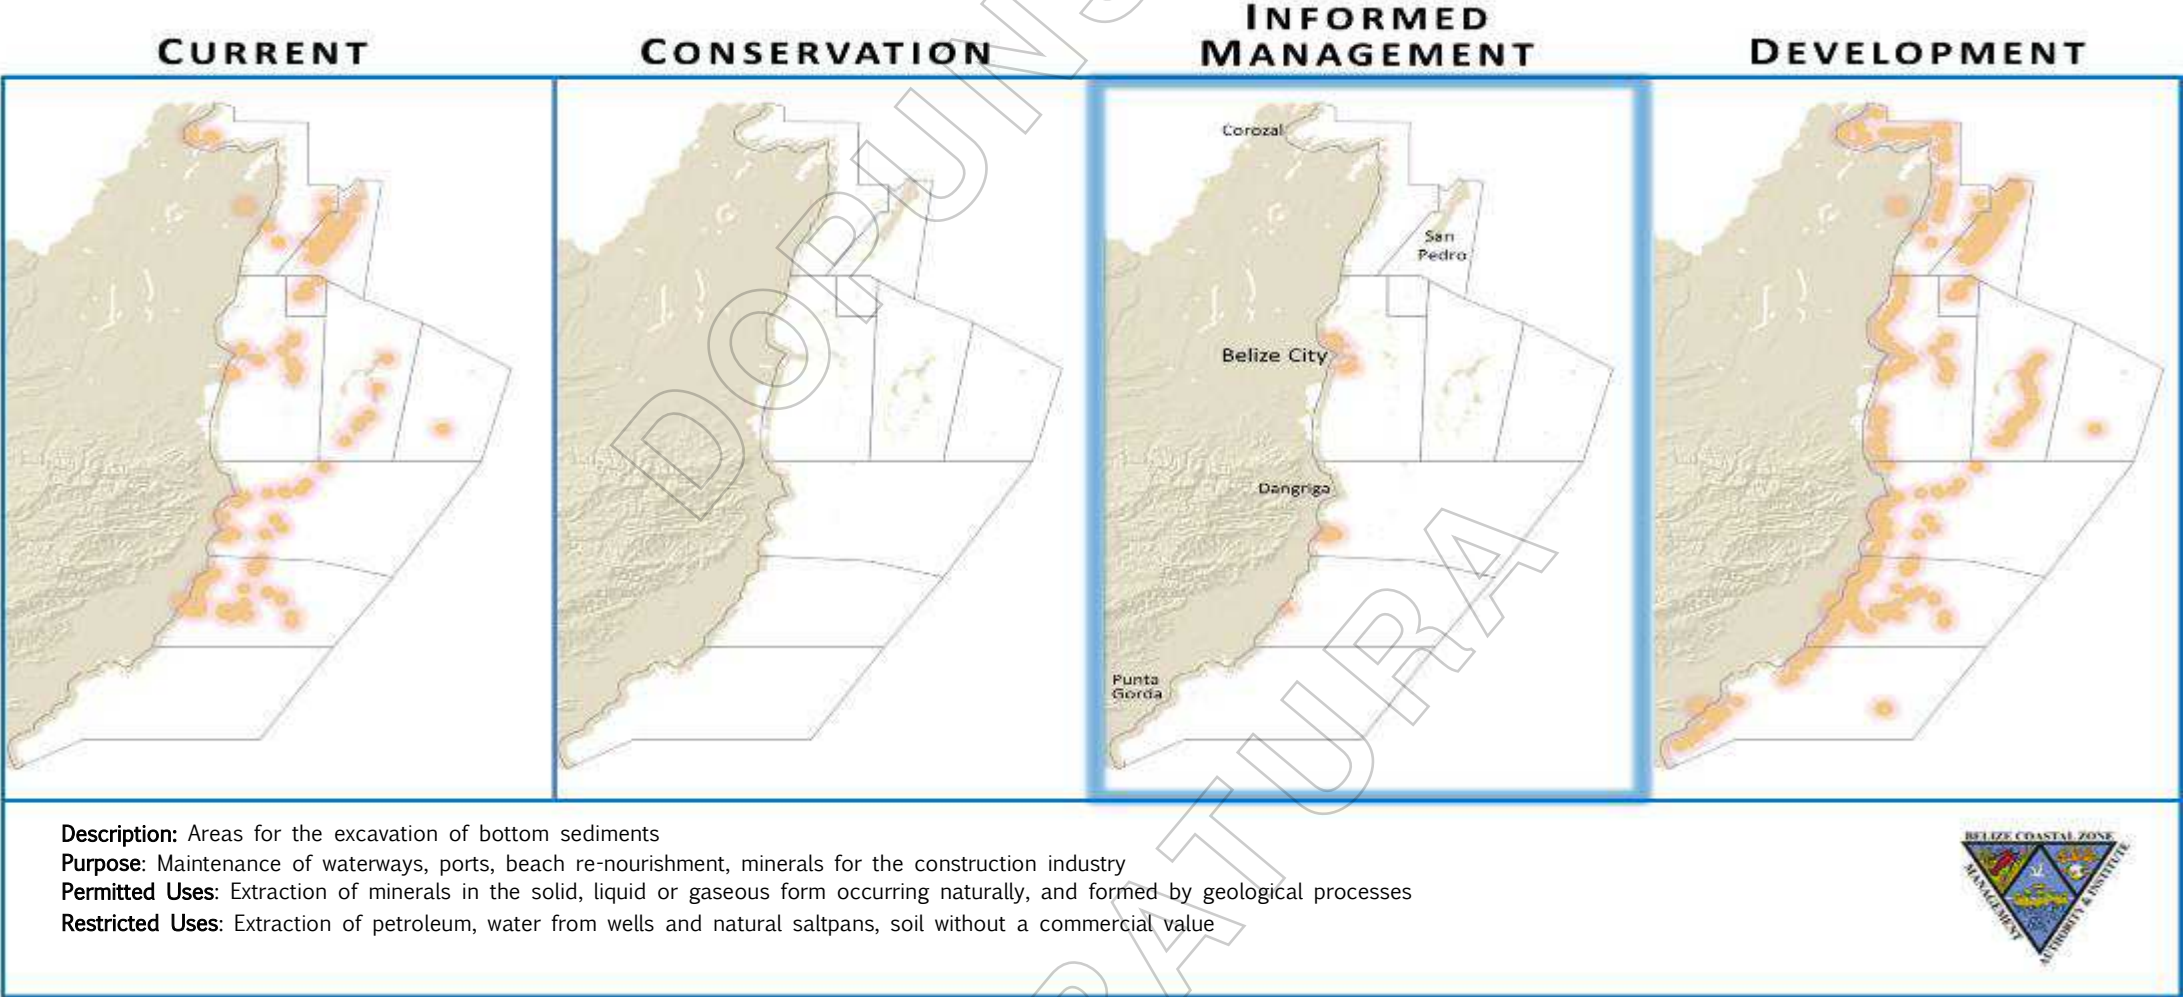 CURRENT
CONSERVATION
INFORMED
MANAGEMENT
DEVELOPMENT
Corozal
San
Pedro
Belize City
Dangriga
Punta
Gorda
Description: Areas for the excavation of bottom sediments
Purpose: Maintenance of waterways, ports, beach re-nourishment, minerals for the construction industry
Permitted Uses: Extraction of minerals in the solid, liquid or gaseous form occurring naturally, and formed by geological processes
Restricted Uses: Extraction of petroleum, water from wells and natural saltpans, soil without a commercial value
BELIZE COASTAL ZONE
MANAGEMENT
AUTHORITY & INSTITUTE